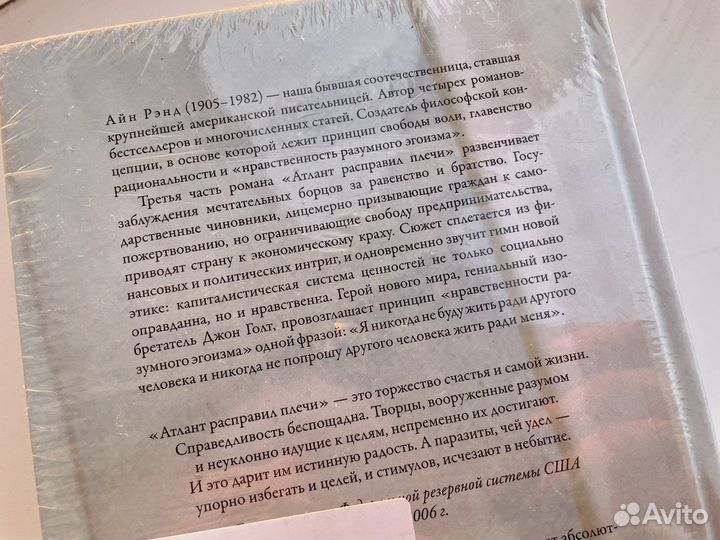 Айн Рэнд (1905–1982) — наша бывшая соотечественница, ставшая
крупнейшей американской писательницей. Автор четырех романов-
бестселлеров и многочисленных статей. Создатель философской кон-
цепции, в основе которой лежит принцип свободы воли, главенство
рациональности и «нравственность разумного эгоизма».
Третья часть романа «Атлант расправил плечи» развенчивает
заблуждения мечтательных борцов за равенство и братство. Госу-
дарственные чиновники, лицемерно призывающие граждан к само-
пожертвованию, но ограничивающие свободу предпринимательства,
приводят страну к экономическому краху. Сюжет сплетается из фи-
нансовых и политических интриг, и одновременно звучит гимн новой
этике: капиталистическая система ценностей не только социально
оправданна, но и нравственна. Герой нового мира, гениальный изо-
бретатель Джон Голт, провозглашает принцип «нравственности ра-
зумного эгоизма» одной фразой: «Я никогда не буду жить ради другого
человека и никогда не попрошу другого человека жить ради меня».
«Атлант расправил плечи» — это торжество счастья и самой жизни.
Справедливость беспощадна. Творцы, вооруженные разумом
и неуклонно идущие к целям, непременно их достигают.
И это дарит им истинную радость. А паразиты, чей удел —
упорно избегать и целей, и стимулов, исчезают в небытие.
резервной системы США
006 г.
абсолют-
Avito